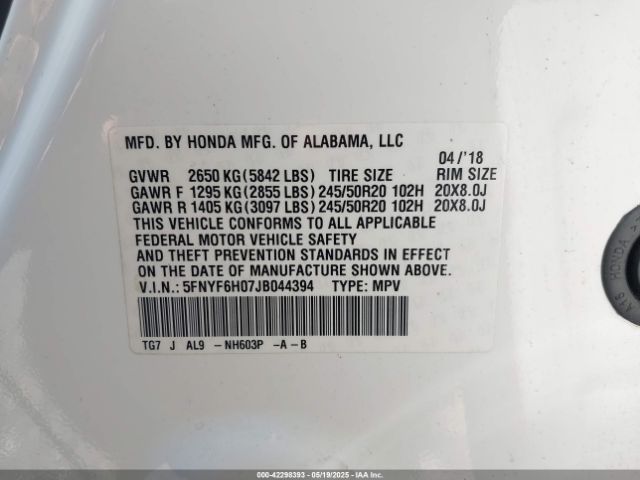 MFD. BY HONDA MFG. OF ALABAMA, LLC
04/'18
GVWR 2650 KG(5842 LBS) TIRE SIZE RIM SIZE
GAWR F 1295 KG(2855 LBS)245/50R20 102H 20X8.0J
GAWR R 1405 KG(3097 LBS)245/50R20 102H 20X8.0J
THIS VEHICLE CONFORMS TO ALL APPLICABLE
FEDERAL MOTOR VEHICLE SAFETY
AND THEFT PREVENTION STANDARDS IN EFFECT
ON THE DATE OF MANUFACTURE SHOWN ABOVE.
V.I.N.: 5FNYF6H07JB044394 TYPE: MPV
TG7 J AL9 -NH603P -A-B
HONDA
000-42298393 05/19/2025 IAAI.com